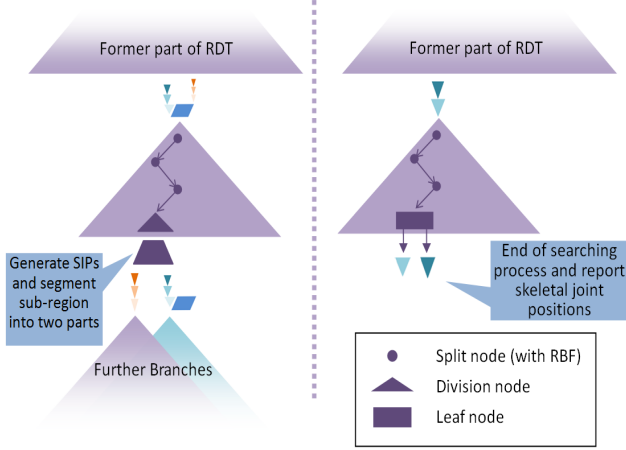 Former part of RDT
Generate SIPs
and segment
sub-region
into two parts
Further Branches
Former part of RDT
End of searching
process and report
skeletal joint
positions
Split node (with RBF)
Division node
Leaf node